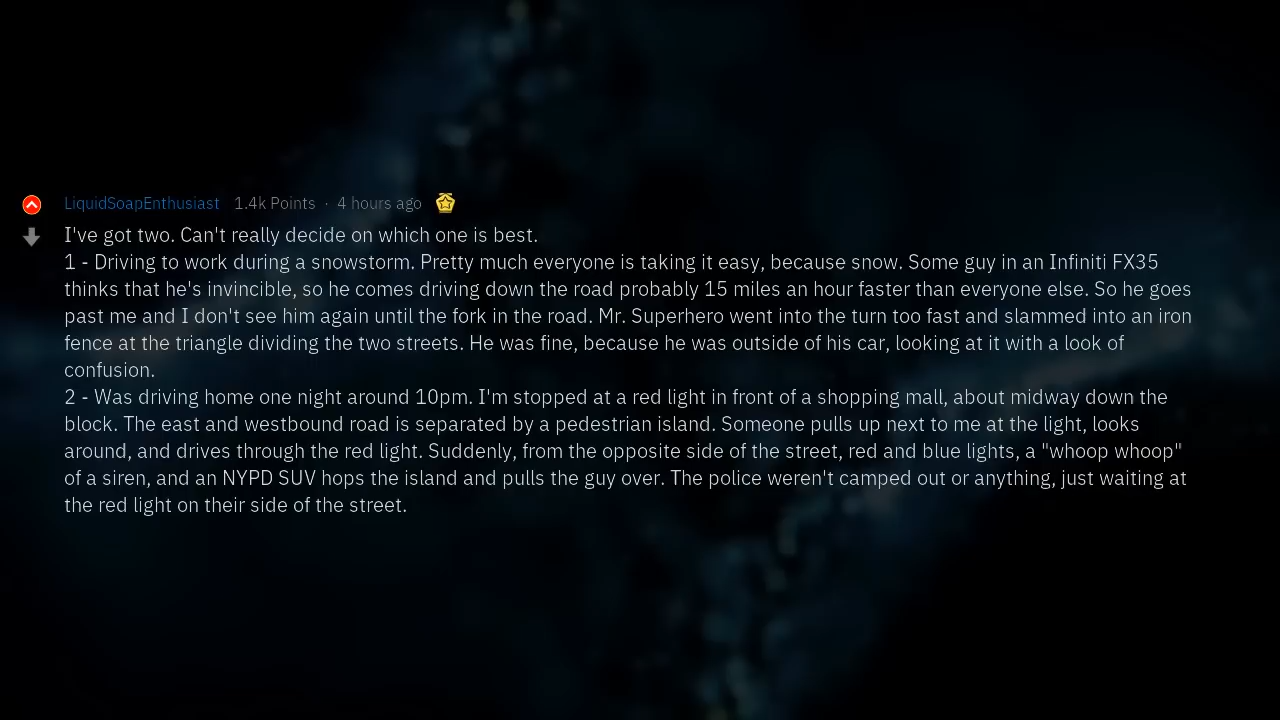 LiquidSoapEnthusiast 1.4k Points · 4 hours ago
I've got two. Can't really decide on which one is best.
1 - Driving to work during a snowstorm. Pretty much everyone is taking it easy, because snow. Some guy in an Infiniti FX35
thinks that he's invincible, so he comes driving down the road probably 15 miles an hour faster than everyone else. So he goes
past me and I don't see him again until the fork in the road. Mr. Superhero went into the turn too fast and slammed into an iron
fence at the triangle dividing the two streets. He was fine, because he was outside of his car, looking at it with a look of
confusion.
2 - Was driving home one night around 10pm. I'm stopped at a red light in front of a shopping mall, about midway down the
block. The east and westbound road is separated by a pedestrian island. Someone pulls up next to me at the light, looks
around, and drives through the red light. Suddenly, from the opposite side of the street, red and blue lights, a "whoop whoop"
of a siren, and an NYPD SUV hops the island and pulls the guy over. The police weren't camped out or anything, just waiting at
the red light on their side of the street.